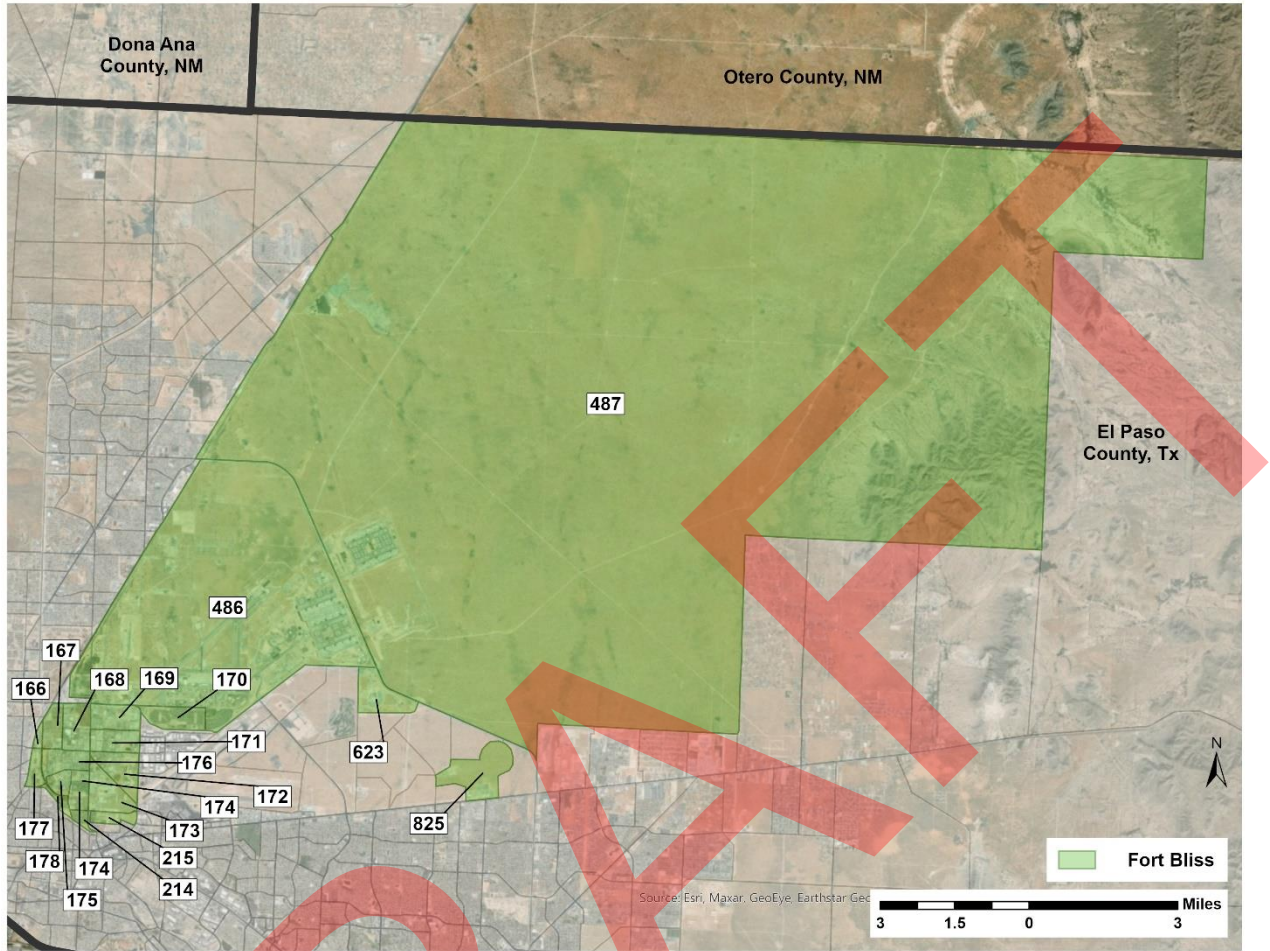 Dona Ana
County, NM
Otero County, NM
487
El Paso
County, Tx
486
167
166
168
169
170
171
176
623
172
174
173
825
177
215
178
174
214
175
N
Fort Bliss
Source: Esri, Maxar, GeoEye, Earthstar Geo
Miles
3 1.5 0 3